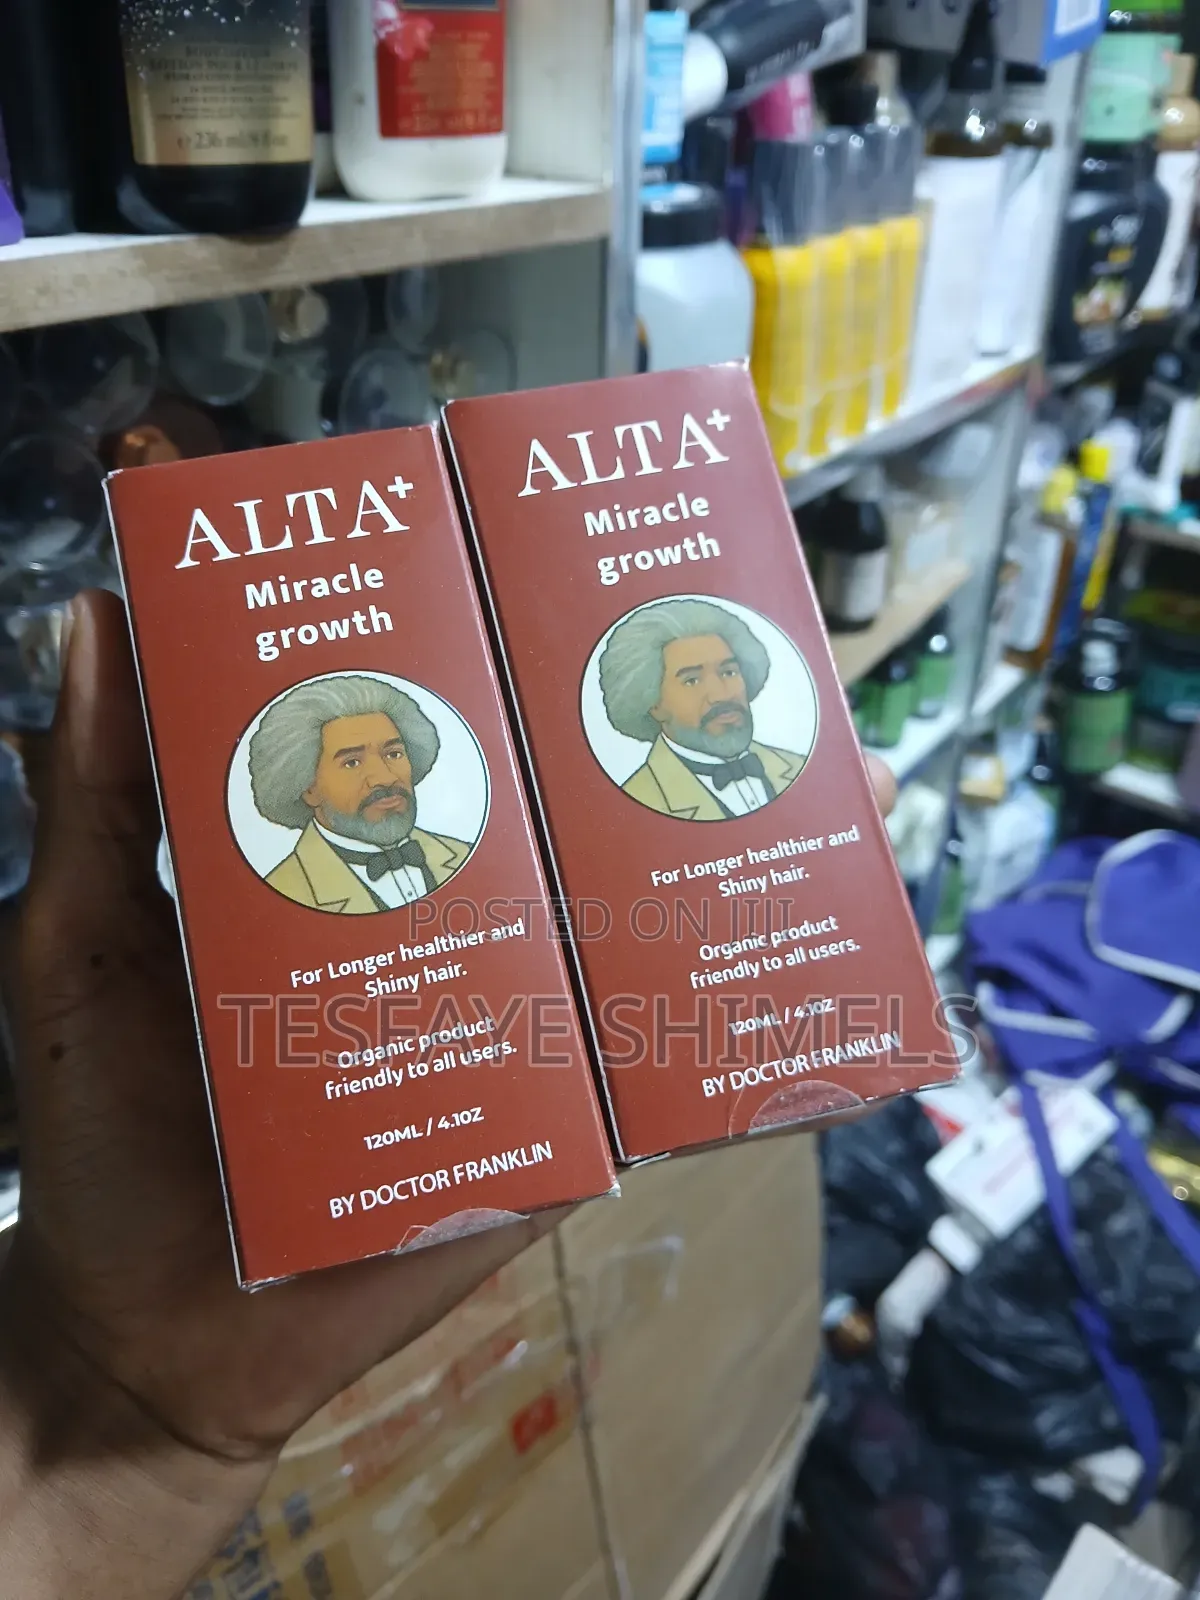 236 ml
ALTA+
Miracle
growth
For Longer healthier and
Shiny hair.
Organic product
friendly to all users.
120ML / 4.1OZ
BY DOCTOR FRANKLIN
ALTA+
Miracle
growth
For Longer healthier and
Shiny hair.
Organic product
friendly to all users.
120ML / 4.1OZ
BY DOCTOR FRANKLIN
POSTED ON JIJI
TESFAYE SHIMELS